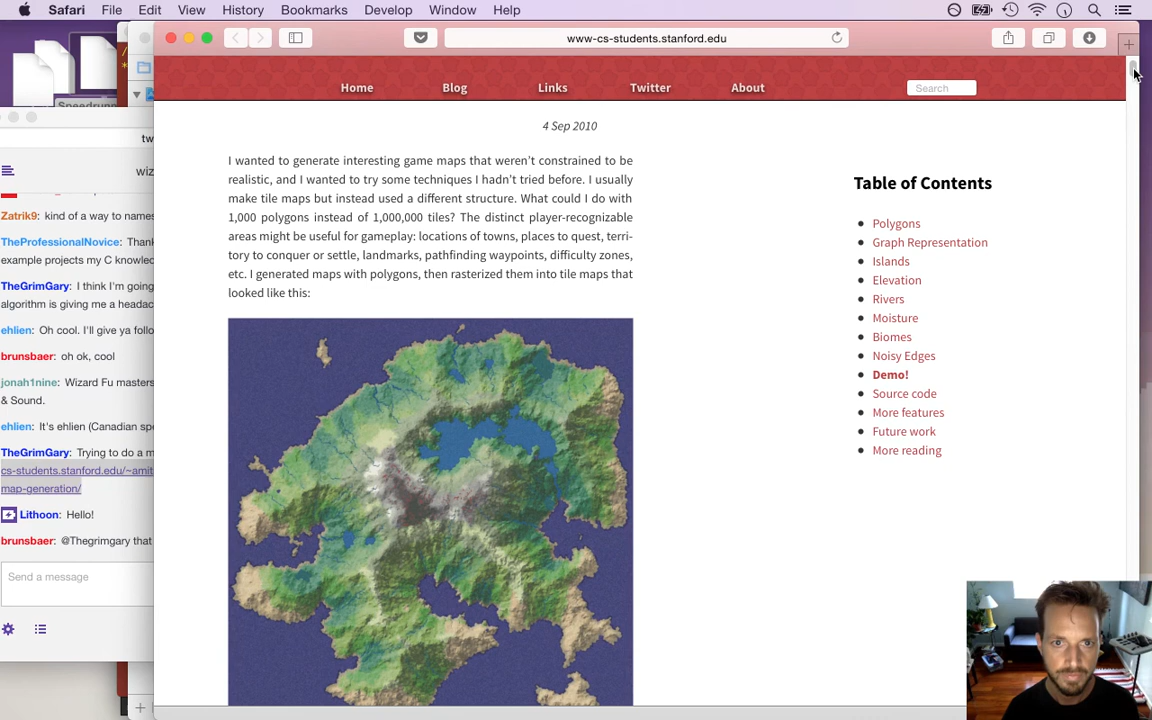 Safari File Edit View History Bookmarks Develop Window Help
www-cs-students.stanford.edu
Home Blog Links Twitter About Search
4 Sep 2010
I wanted to generate interesting game maps that weren't constrained to be
realistic, and I wanted to try some techniques I hadn't tried before. I usually
make tile maps but instead used a different structure. What could I do with
1,000 polygons instead of 1,000,000 tiles? The distinct player-recognizable
areas might be useful for gameplay: locations of towns, places to quest, terri-
tory to conquer or settle, landmarks, pathfinding waypoints, difficulty zones,
etc. I generated maps with polygons, then rasterized them into tile maps that
looked like this:
Table of Contents
Polygons
Graph Representation
Islands
Elevation
Rivers
Moisture
Biomes
Noisy Edges
Demo!
Source code
More features
Future work
More reading
Speedrun
tw
wiz
Zatrik9: kind of a way to names
TheProfessionalNovice: Thank
example projects my C knowled
TheGrimGary: I think I'm going
algorithm is giving me a headac
ehlien: Oh cool. I'll give ya follo
brunsbaer: oh ok, cool
jonah1nine: Wizard Fu masters
& Sound.
ehlien: It's ehlien (Canadian spe
TheGrimGary: Trying to do a m
cs-students.stanford.edu/~amit
map-generation/
Lithoon: Hello!
brunsbaer: @Thegrimgary that
Send a message